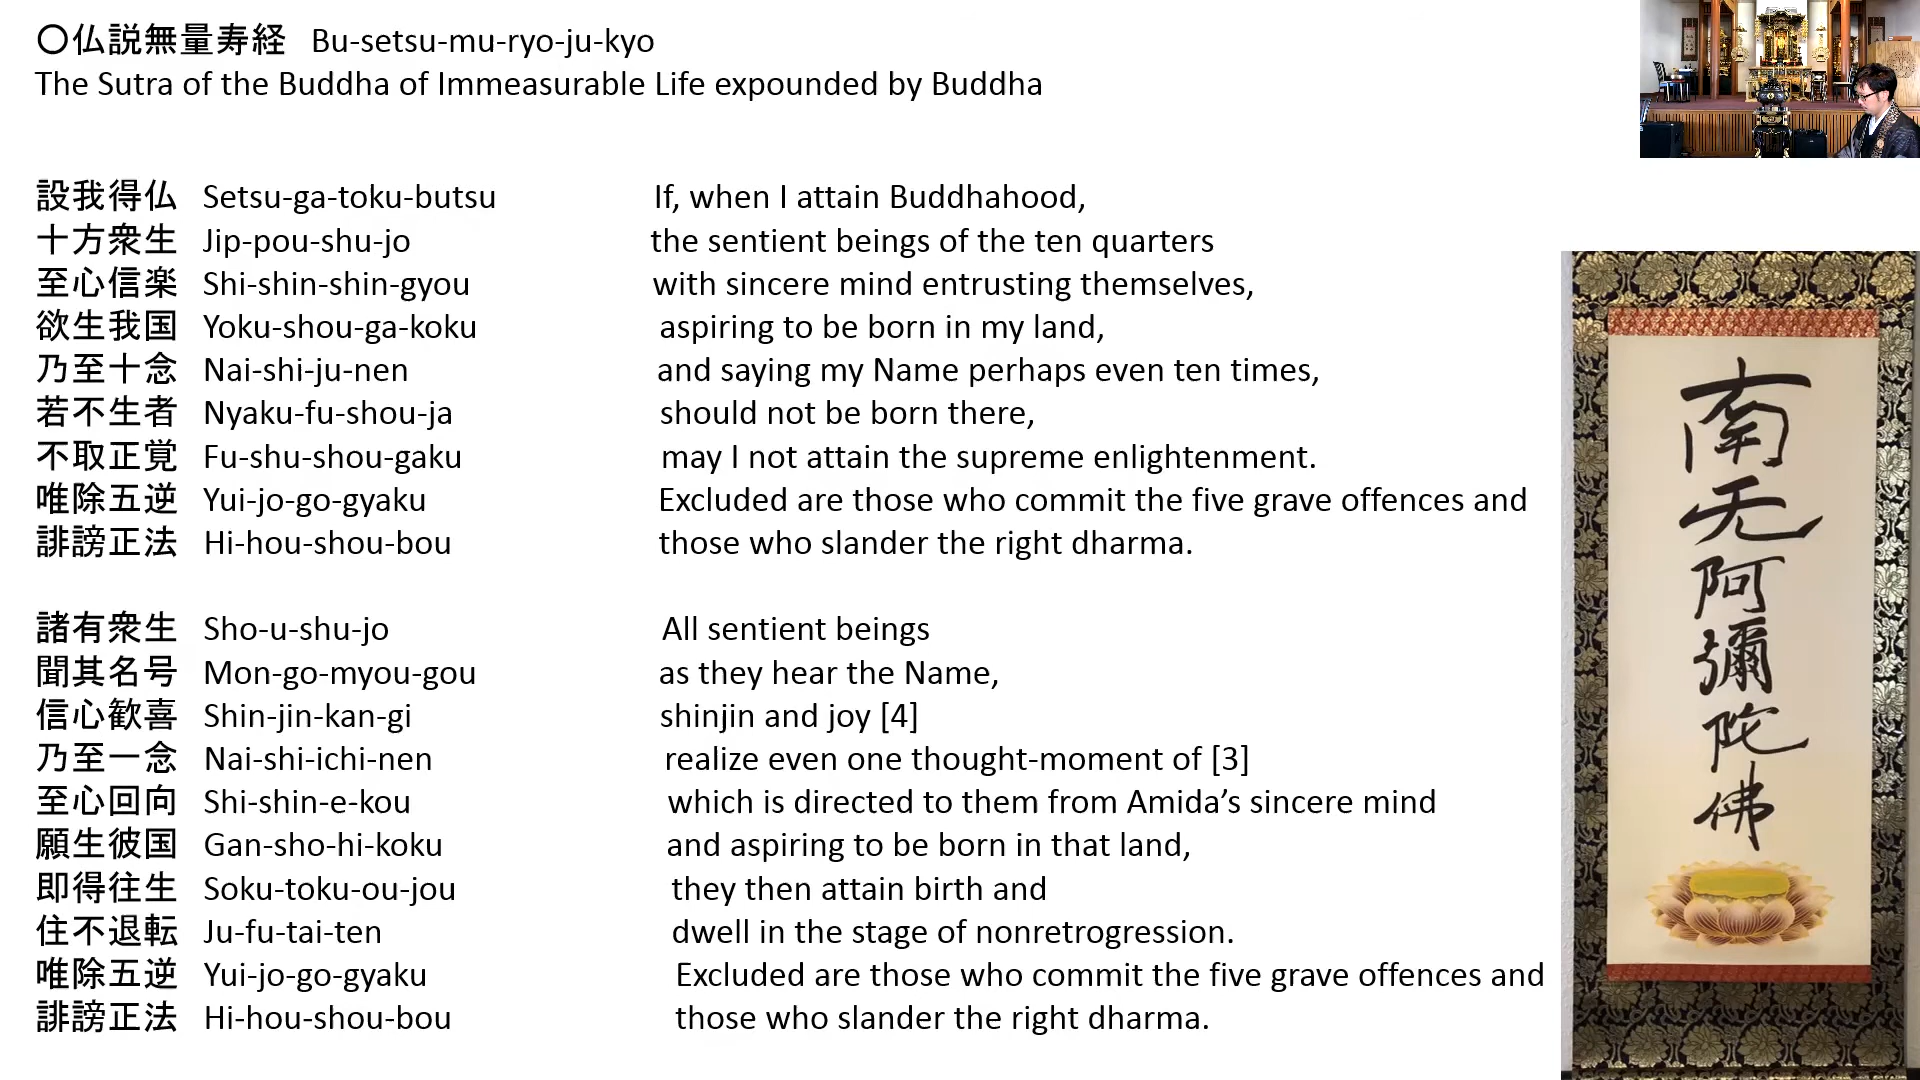 〇仏説無量寿経 Bu-setsu-mu-ryo-ju-kyo
The Sutra of the Buddha of Immeasurable Life expounded by Buddha
設我得仏 Setsu-ga-toku-butsu If, when I attain Buddhahood,
十方衆生 Jip-pou-shu-jo the sentient beings of the ten quarters
至心信楽 Shi-shin-shin-gyou with sincere mind entrusting themselves,
欲生我国 Yoku-shou-ga-koku aspiring to be born in my land,
乃至十念 Nai-shi-ju-nen and saying my Name perhaps even ten times,
若不生者 Nyaku-fu-shou-ja should not be born there,
不取正覚 Fu-shu-shou-gaku may I not attain the supreme enlightenment.
唯除五逆 Yui-jo-go-gyaku Excluded are those who commit the five grave offences and
誹謗正法 Hi-hou-shou-bou those who slander the right dharma.
諸有衆生 Sho-u-shu-jo All sentient beings
聞其名号 Mon-go-myou-gou as they hear the Name,
信心歓喜 Shin-jin-kan-gi shinjin and joy [4]
乃至一念 Nai-shi-ichi-nen realize even one thought-moment of [3]
至心回向 Shi-shin-e-kou which is directed to them from Amida’s sincere mind
願生彼国 Gan-sho-hi-koku and aspiring to be born in that land,
即得往生 Soku-toku-ou-jou they then attain birth and
住不退転 Ju-fu-tai-ten dwell in the stage of nonretrogression.
唯除五逆 Yui-jo-go-gyaku Excluded are those who commit the five grave offences and
誹謗正法 Hi-hou-shou-bou those who slander the right dharma.
南无阿彌陀佛